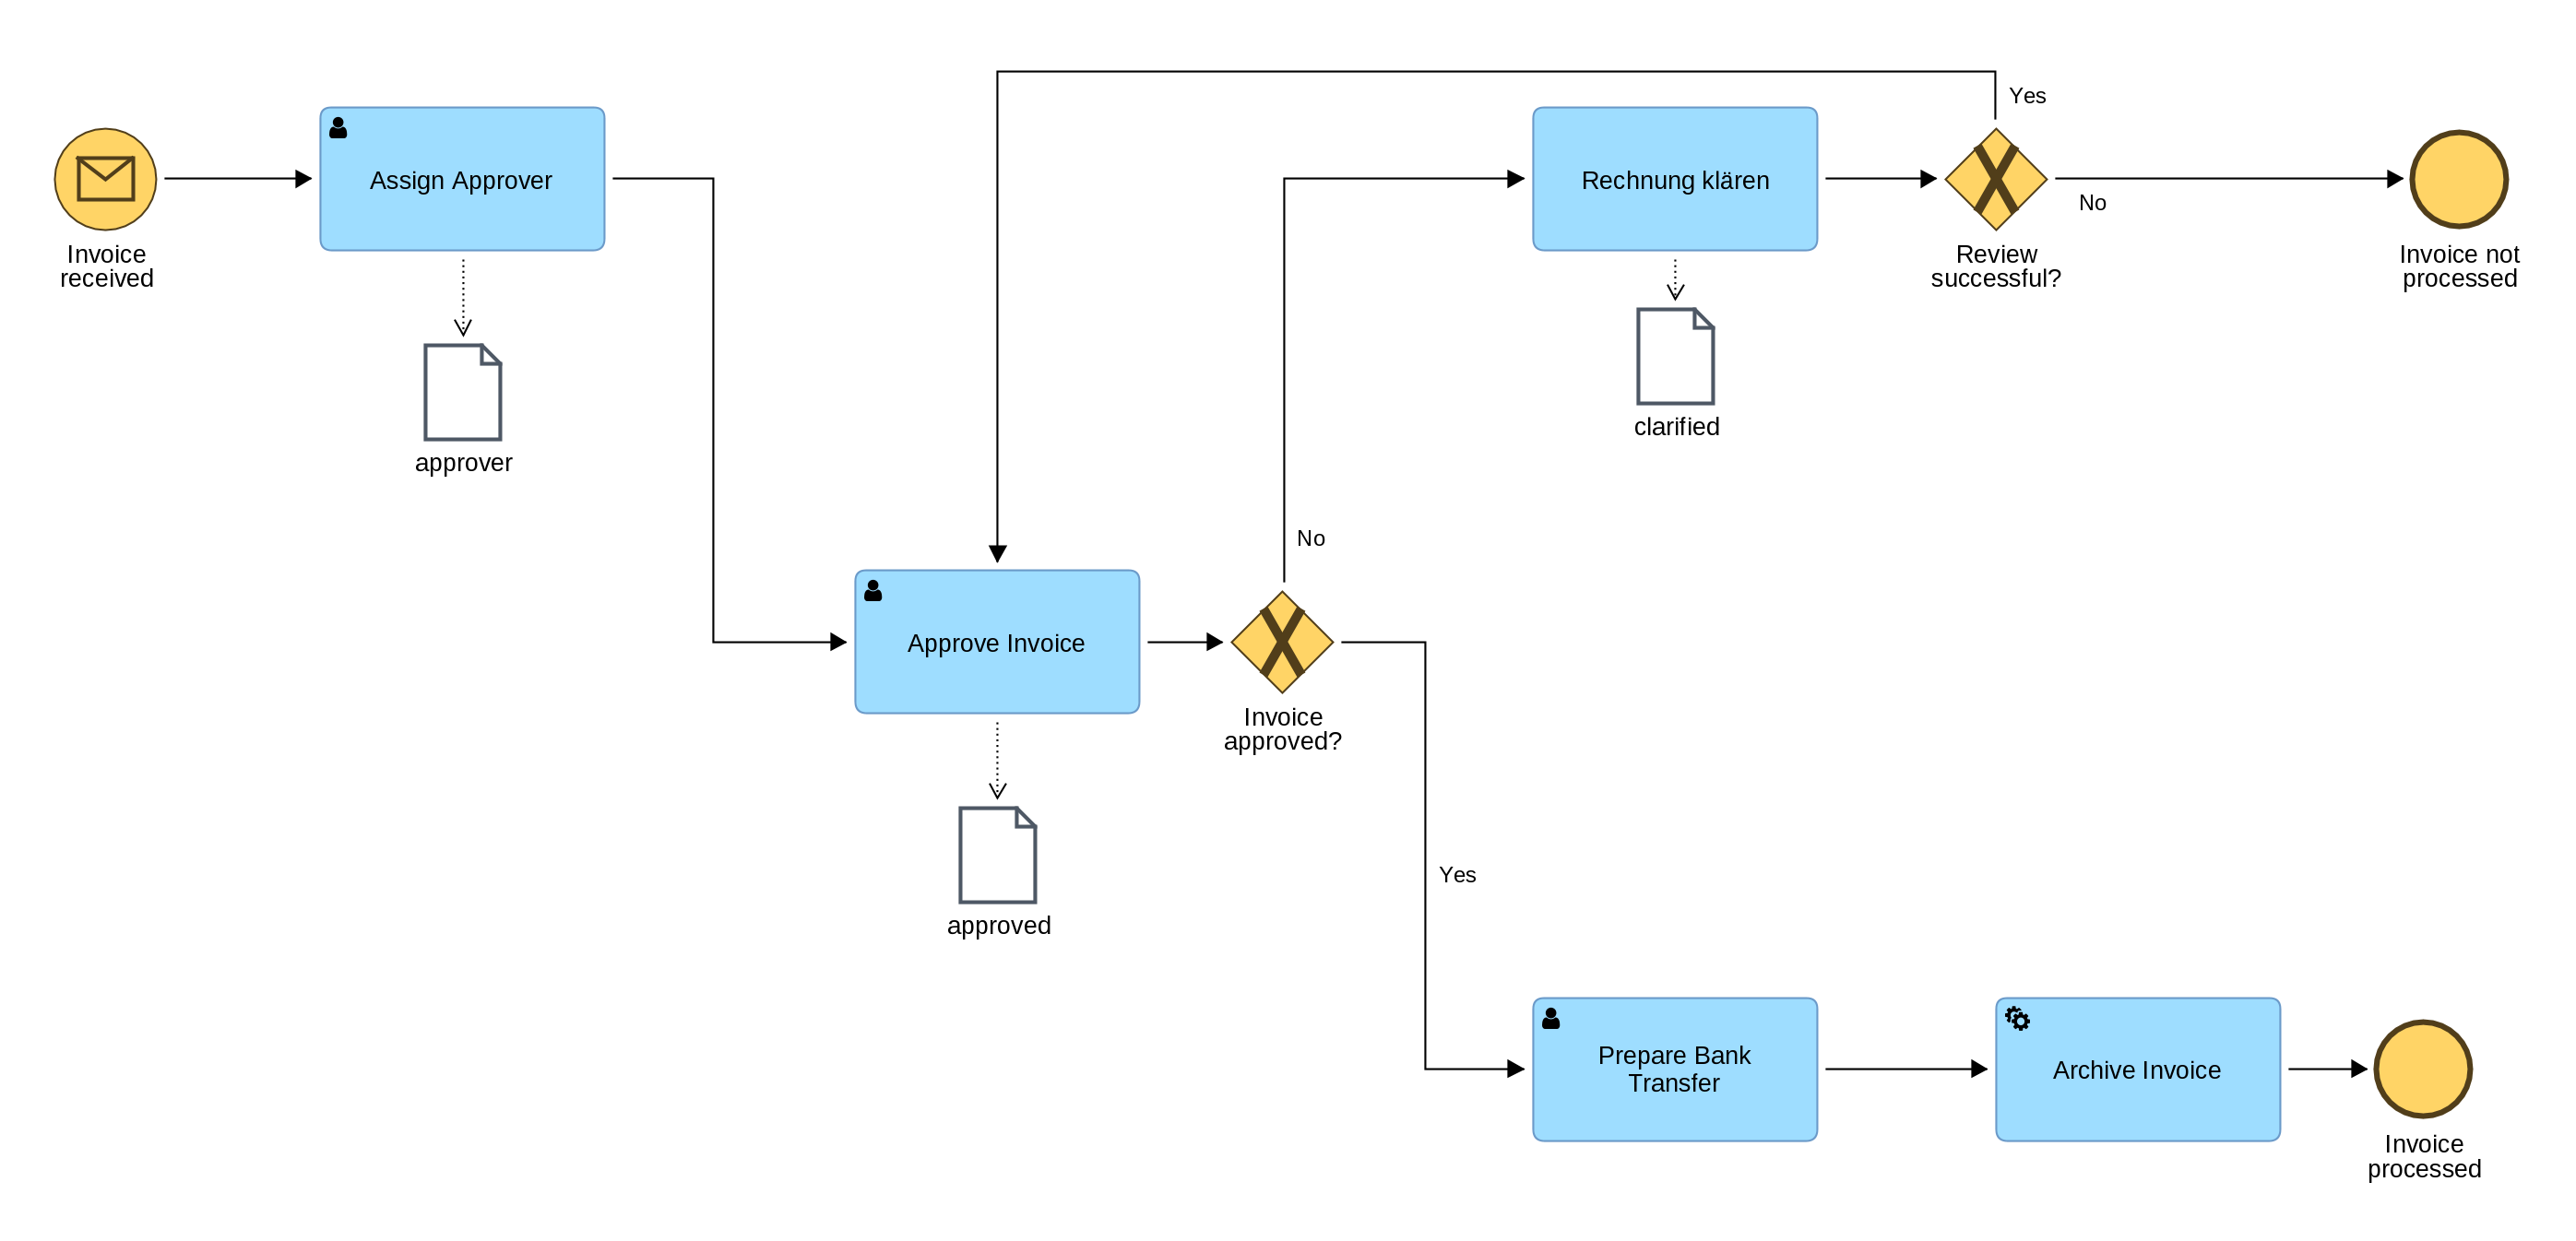 Yes
Assign Approver
Rechnung klären
No
Invoice
received
Review
successful?
Invoice not
processed
clarified
approver
No
Approve Invoice
Invoice
approved?
Yes
approved
Prepare Bank
Transfer
Archive Invoice
Invoice
processed